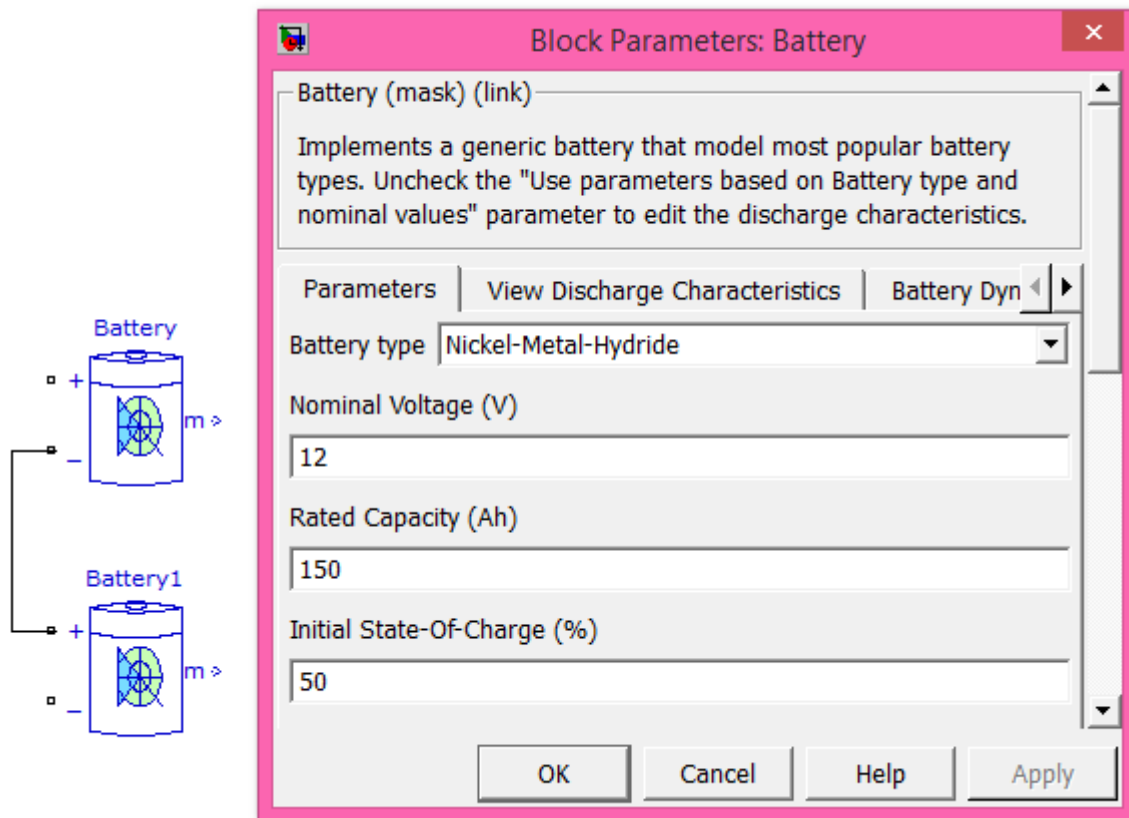 Block Parameters: Battery
Battery (mask) (link)
Implements a generic battery that model most popular battery
types. Uncheck the "Use parameters based on Battery type and
nominal values" parameter to edit the discharge characteristics.
Parameters View Discharge Characteristics Battery Dyn
Battery type Nickel-Metal-Hydride
Nominal Voltage (V)
12
Rated Capacity (Ah)
150
Initial State-Of-Charge (%)
50
OK Cancel Help Apply
Battery
+
m
_
Battery1
+
m
_